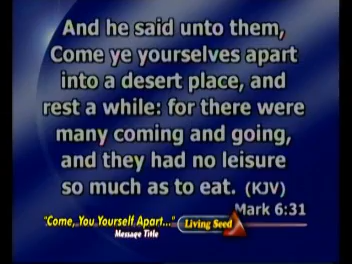 And he said unto them,
Come ye yourselves apart
into a desert place, and
rest a while: for there were
many coming and going,
and they had no leisure
so much as to eat. (KJV)
Mark 6:31
"Come, You Yourself Apart..."
Living Seed
Message Title